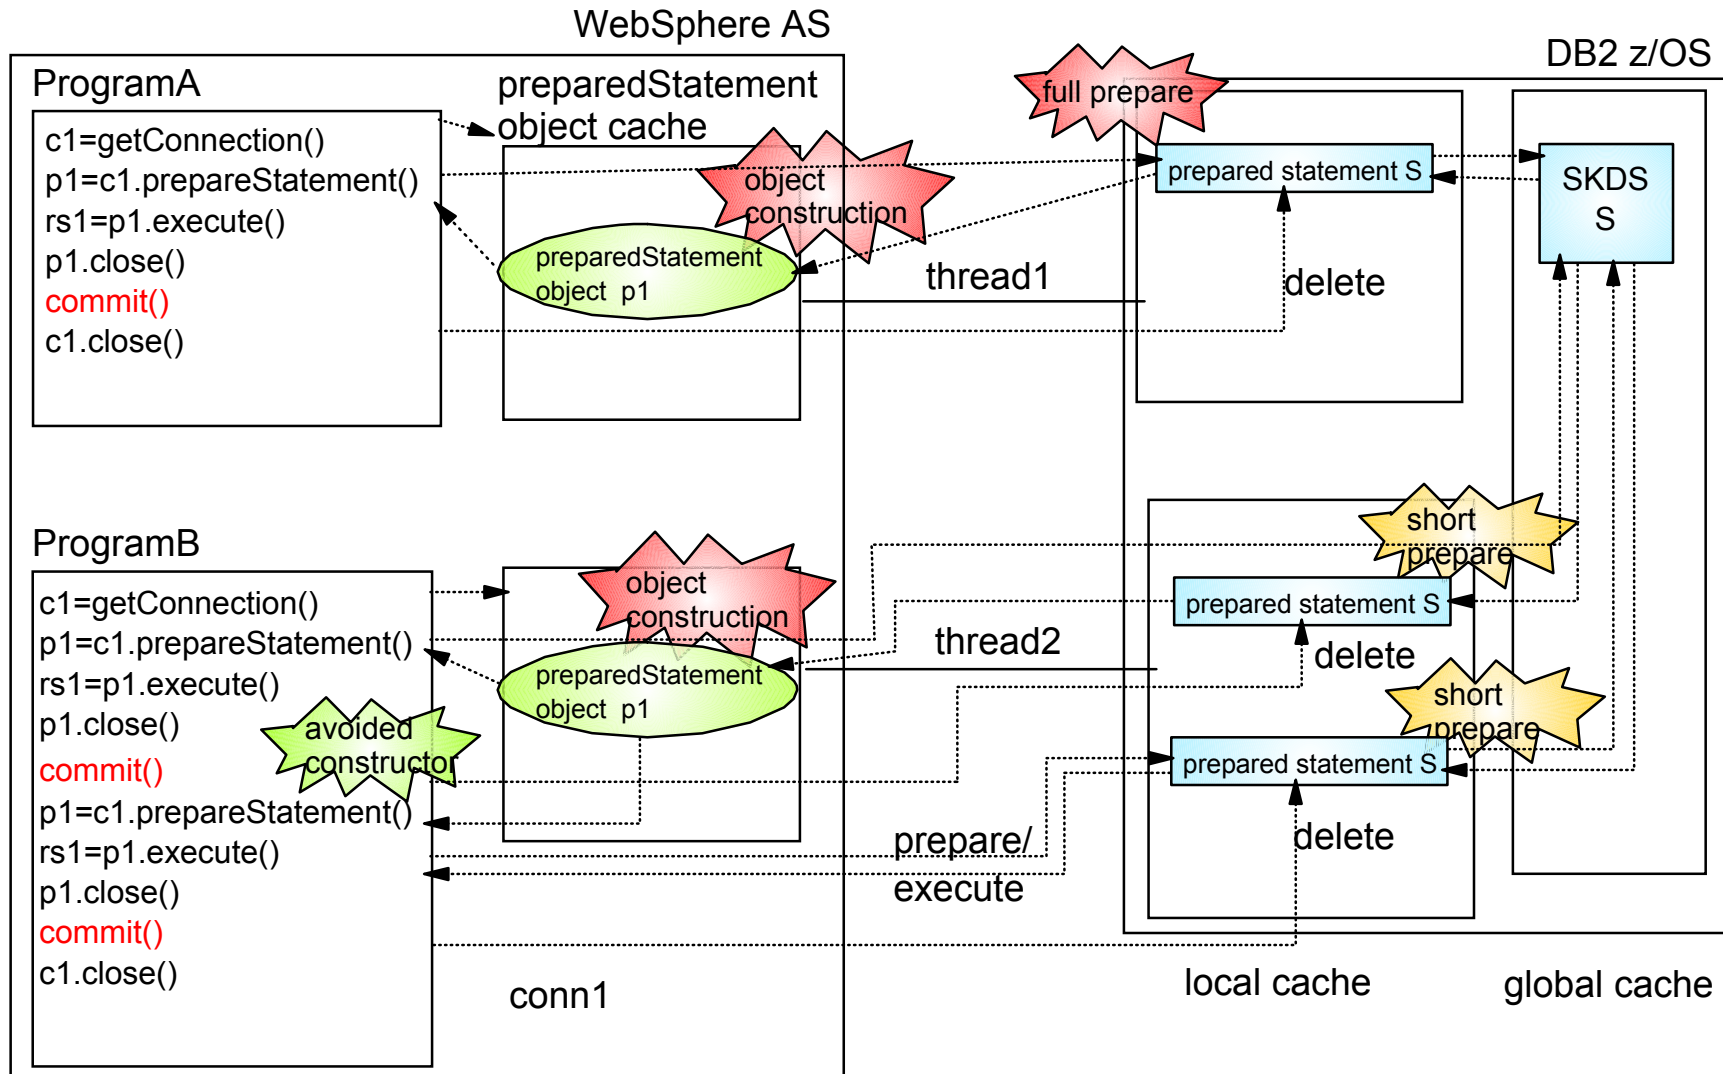 WebSphere AS
DB2 z/OS
ProgramA
preparedStatement
object cache
full prepare
c1=getConnection()
p1=c1.prepareStatement()
rs1=p1.execute()
p1.close()
commit()
c1.close()
object
construction
preparedStatement
object p1
thread1
prepared statement S
delete
SKDS
S
ProgramB
c1=getConnection()
p1=c1.prepareStatement()
rs1=p1.execute()
p1.close()
commit()
p1=c1.prepareStatement()
rs1=p1.execute()
p1.close()
commit()
c1.close()
avoided
constructor
object
construction
preparedStatement
object p1
thread2
short
prepare
prepared statement S
delete
short
prepare
prepared statement S
delete
prepare/
execute
conn1
local cache
global cache